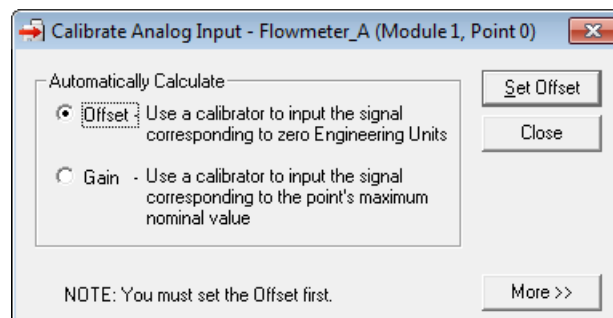 Calibrate Analog Input - Flowmeter_A (Module 1, Point 0)
Automatically Calculate
Offset - Use a calibrator to input the signal
corresponding to zero Engineering Units
Gain - Use a calibrator to input the signal
corresponding to the point's maximum
nominal value
Set Offset
Close
NOTE: You must set the Offset first.
More >>